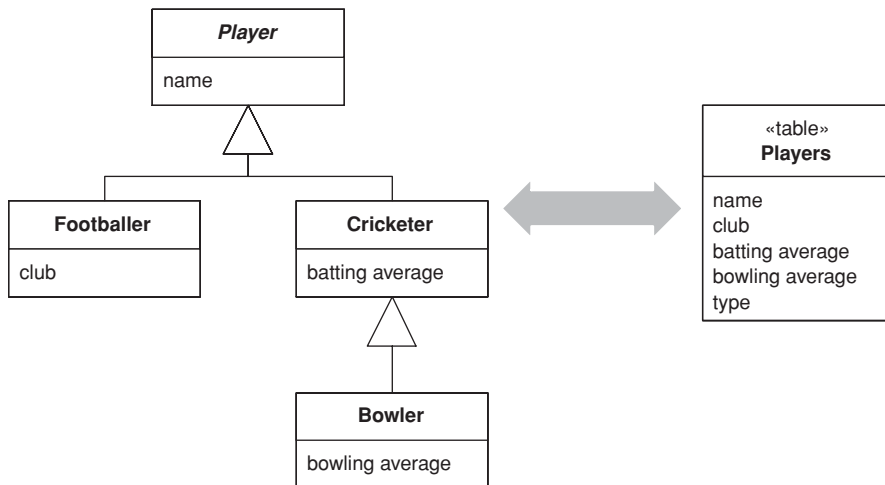 Player
name
Footballer
club
Cricketer
batting average
Bowler
bowling average
«table»
Players
name
club
batting average
bowling average
type